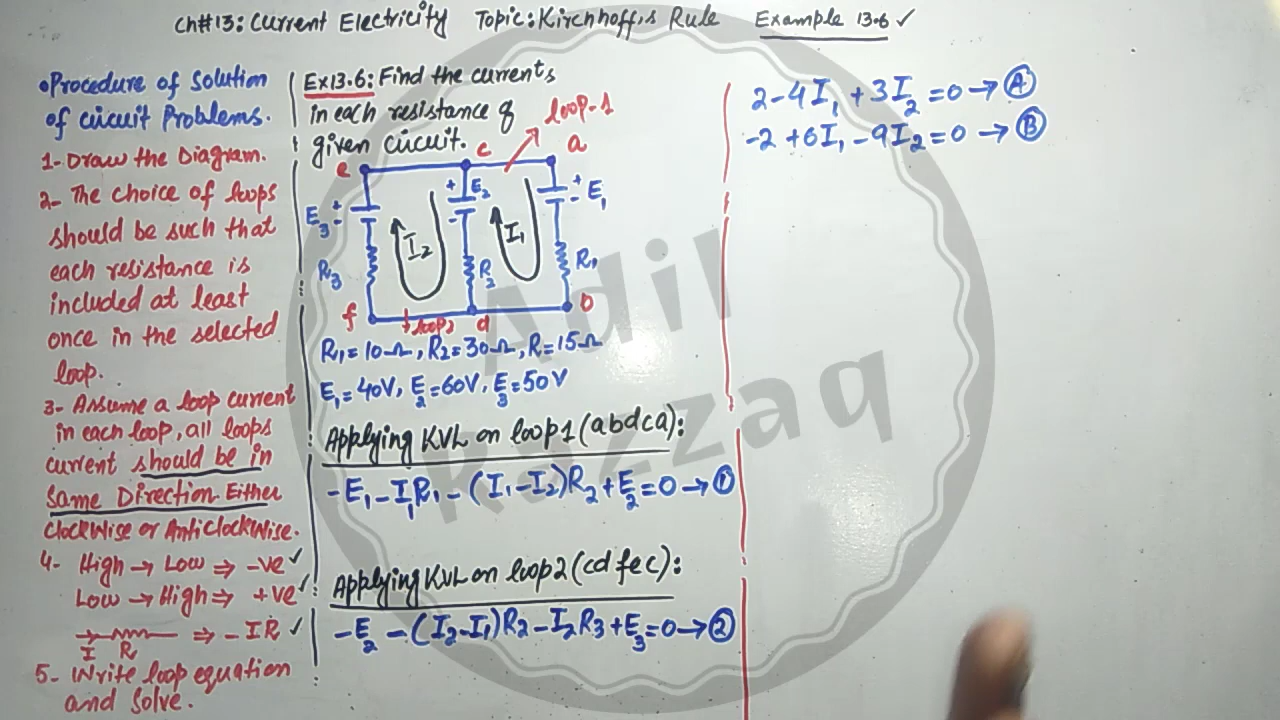 Ch#13: Current Electricity Topic: Kirchhoff,s Rule Example 13.6 ✓
•Procedure of Solution
of circuit Problems.
1- Draw the Diagram.
2- The choice of loops
should be such that
each resistance is
included at least
once in the selected
loop.
3- Assume a loop current
in each loop, all loops
current should be in
Same Direction. Either
ClockWise or AntiClockWise.
4- High → Low ⇒ -ve ✓
Low → High ⇒ +ve ✓
I R ⇒ - IR ✓
5- Write loop equation
and Solve.
Ex13.6: Find the currents
in each resistance of
given circuit.
loop-1
e c a
E3 + - + E2 - + - E1
I2 I1
R3 R2 R1
f loop2 d b
R1 = 10Ω, R2 = 30Ω, R = 15Ω
E1 = 40V, E2 = 60V, E3 = 50V
Applying KVL on loop1 (abdca):
-E1 - I1R1 - (I1-I2)R2 + E2 = 0 → ①
Applying KVL on loop2 (cdfec):
-E2 - (I2-I1)R2 - I2R3 + E3 = 0 → ②
2 - 4I1 + 3I2 = 0 → Ⓐ
-2 + 6I1 - 9I2 = 0 → Ⓑ
Adil
Razzaq